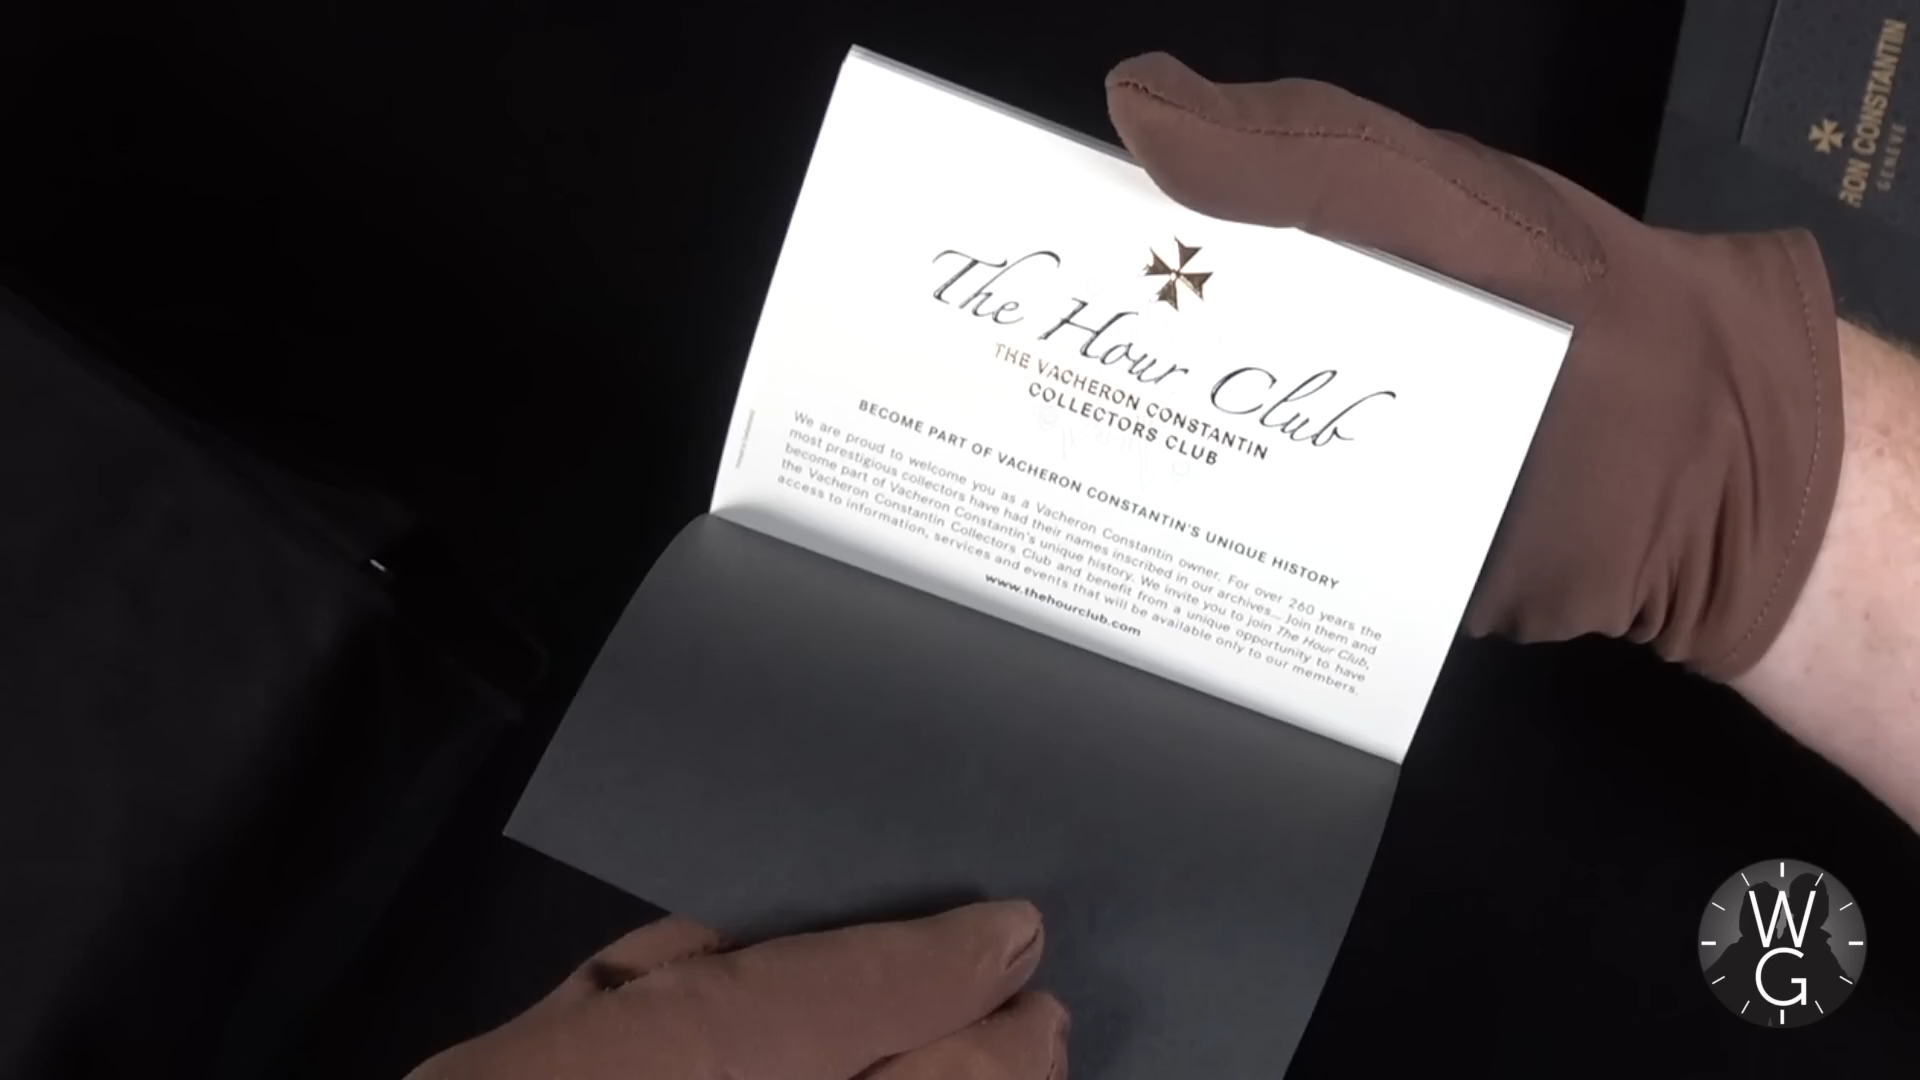 The Hour Club
THE VACHERON CONSTANTIN
COLLECTORS CLUB
BECOME PART OF VACHERON CONSTANTIN'S UNIQUE HISTORY
We are proud to welcome you as a Vacheron Constantin owner. For over 260 years the
most prestigious collectors have had their names inscribed in our archives... Join them and
become part of Vacheron Constantin's unique history. We invite you to join The Hour Club,
the Vacheron Constantin Collectors Club and benefit from a unique opportunity to have
access to information, services and events that will be available only to our members.
www.thehourclub.com
RON CONSTANTIN
GENÈVE
W
G